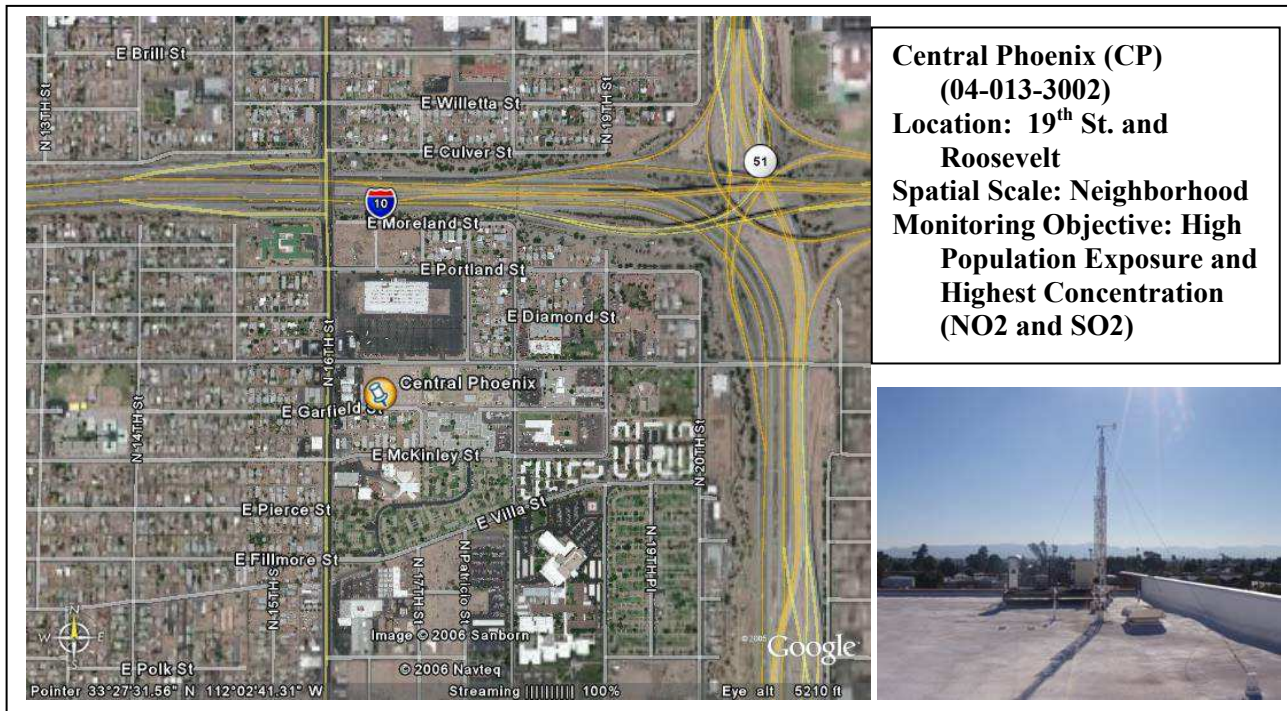 E Brill St
N 13TH St
E Willetta St
N 19TH St
E Culver St
51
10
E Moreland St
E Portland St
E Diamond St
N 16TH St
Central Phoenix
E Garfield St
N 14TH St
E McKinley St
N 20TH St
E Pierce St
E Villa St
E Fillmore St
N 15TH S
N 17TH St
N Patricio St
N 19TH Pl
N
W E
S
Image © 2006 Sanborn
© 2006 Navteq
© 2005 Google
E Polk St
Pointer 33°27'31.56" N 112°02'41.31" W Streaming |||||||||| 100% Eye alt 5210 ft
Central Phoenix (CP)
(04-013-3002)
Location: 19th St. and
Roosevelt
Spatial Scale: Neighborhood
Monitoring Objective: High
Population Exposure and
Highest Concentration
(NO2 and SO2)